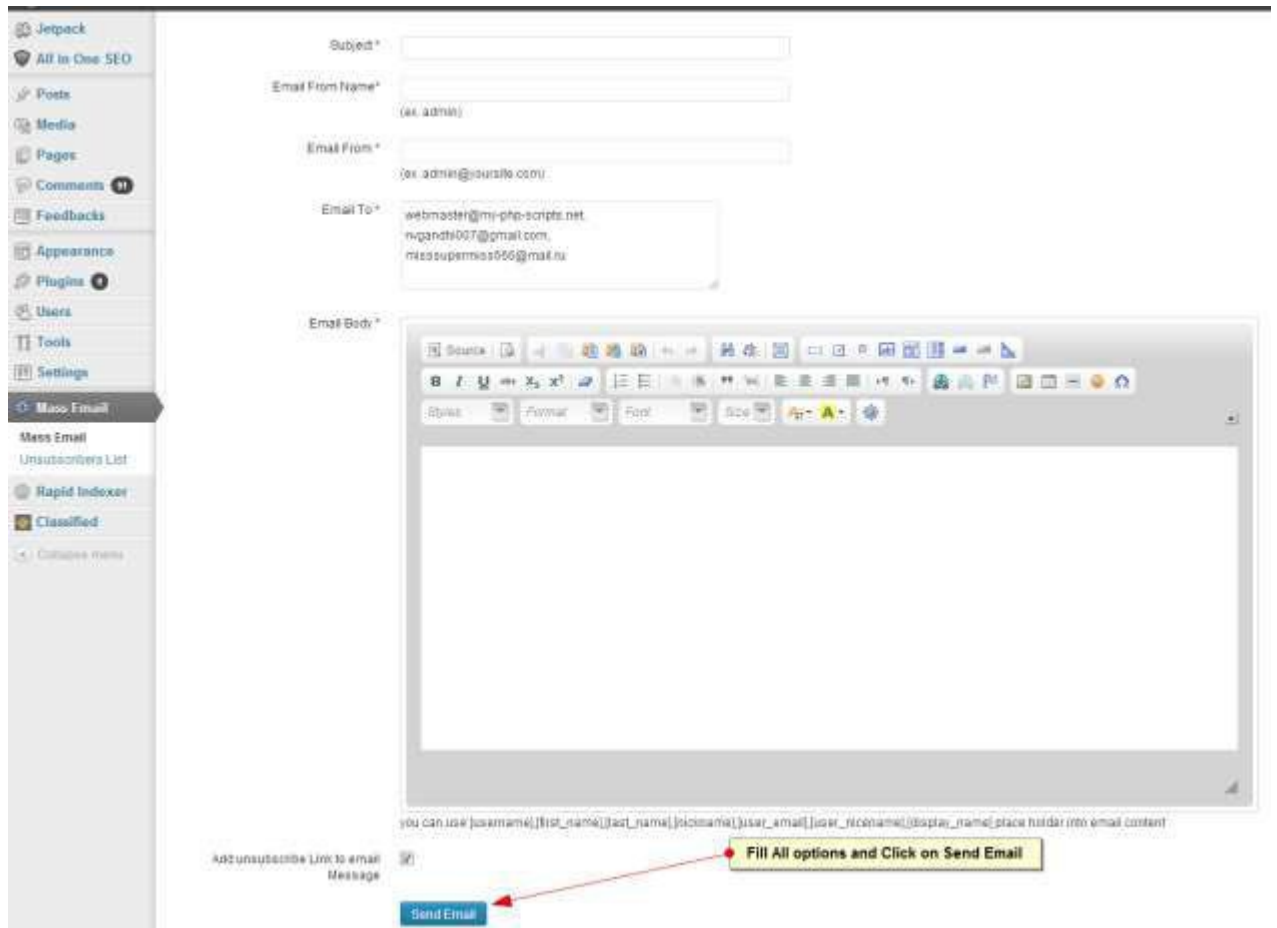 Jetpack
All in One SEO
Posts
Media
Pages
Comments
Feedbacks
Appearance
Plugins
Users
Tools
Settings
Mass Email
Mass Email
Unsubscribers List
Rapid Indexer
Classified
Collapse menu
Subject *
Email From Name*
(ex. admin)
Email From *
(ex. admin@yoursite.com)
Email To *
webmaster@my-php-scripts.net,
nvgandhi007@gmail.com,
Email Body *
Source
B I U abc X₂ X²
Styles Format Font Size
you can use [username],[first_name],[last_name],[nickname],[user_email],[user_nicename],[display_name] place holder into email content
Add unsubscribe Link to email
Message
Fill All options and Click on Send Email
Send Email